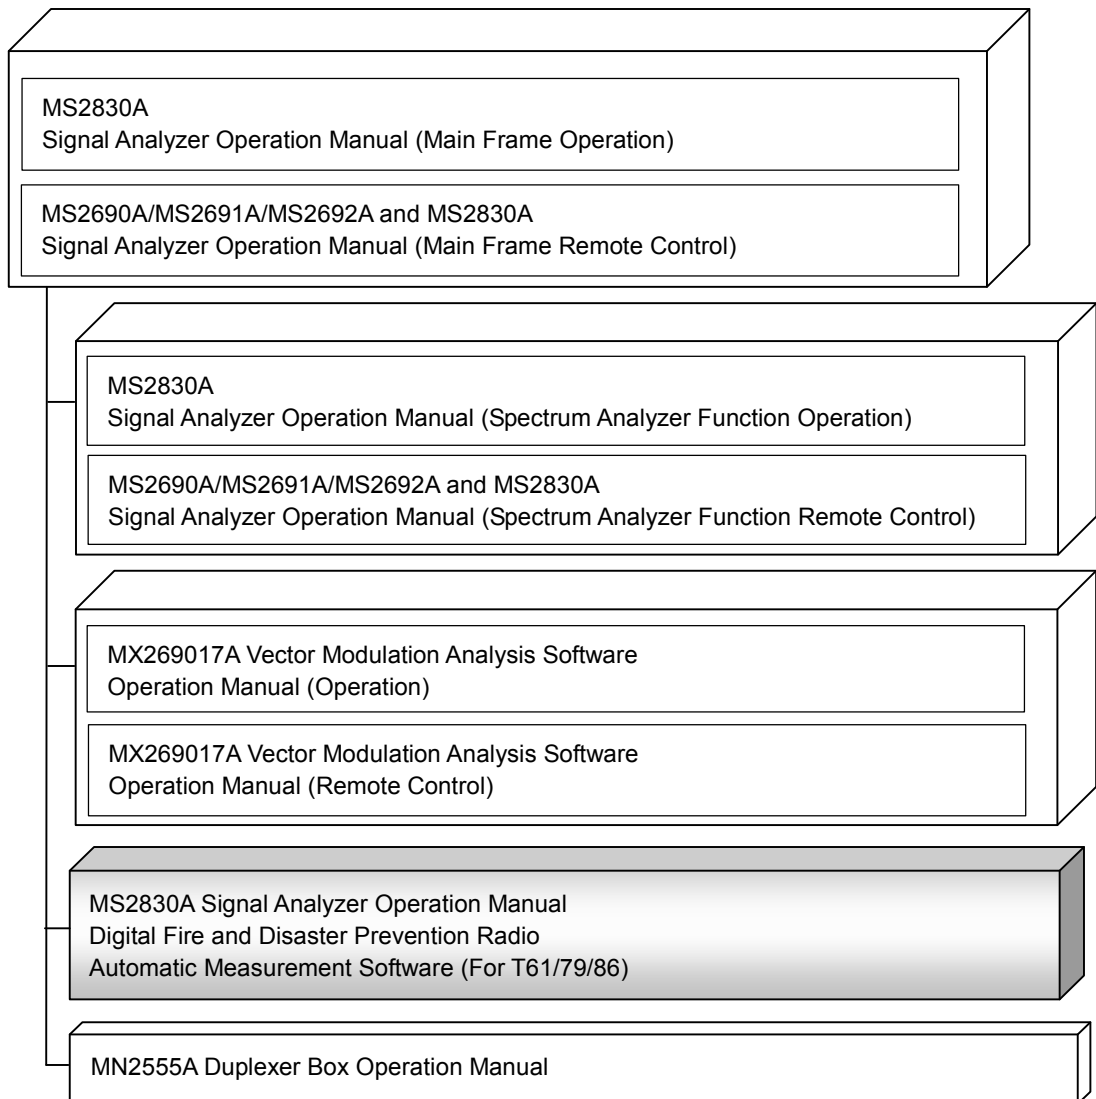 MS2830A
Signal Analyzer Operation Manual (Main Frame Operation)
MS2690A/MS2691A/MS2692A and MS2830A
Signal Analyzer Operation Manual (Main Frame Remote Control)
MS2830A
Signal Analyzer Operation Manual (Spectrum Analyzer Function Operation)
MS2690A/MS2691A/MS2692A and MS2830A
Signal Analyzer Operation Manual (Spectrum Analyzer Function Remote Control)
MX269017A Vector Modulation Analysis Software
Operation Manual (Operation)
MX269017A Vector Modulation Analysis Software
Operation Manual (Remote Control)
MS2830A Signal Analyzer Operation Manual
Digital Fire and Disaster Prevention Radio
Automatic Measurement Software (For T61/79/86)
MN2555A Duplexer Box Operation Manual